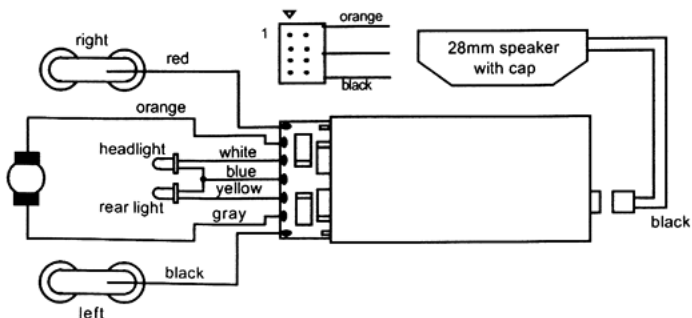 orange
1
black
28mm speaker
with cap
right
red
orange
headlight
white
blue
yellow
rear light
gray
black
black
left